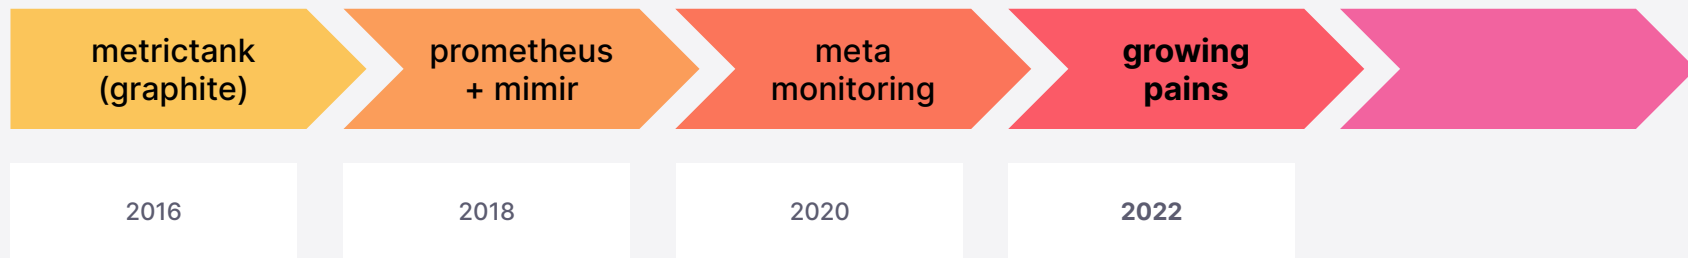 metrictank
(graphite)
prometheus
+ mimir
meta
monitoring
growing
pains
2016
2018
2020
2022